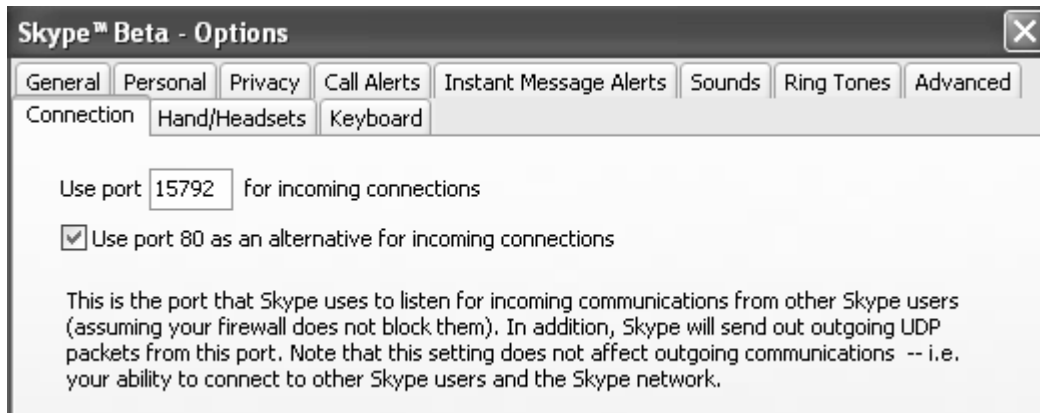 Skype™ Beta - Options
General Personal Privacy Call Alerts Instant Message Alerts Sounds Ring Tones Advanced
Connection Hand/Headsets Keyboard
Use port 15792 for incoming connections
Use port 80 as an alternative for incoming connections
This is the port that Skype uses to listen for incoming communications from other Skype users
(assuming your firewall does not block them). In addition, Skype will send out outgoing UDP
packets from this port. Note that this setting does not affect outgoing communications -- i.e.
your ability to connect to other Skype users and the Skype network.